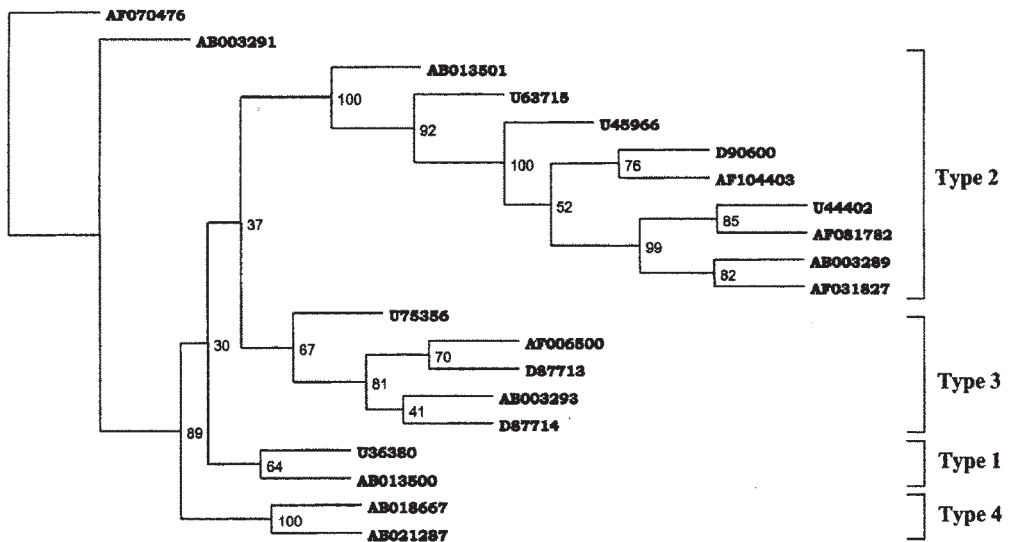 AF070476
AB003291
AB013501
100
U63715
92
U45966
100
D90600
76
AF104403
Type 2
52
U44402
85
AF081782
37
99
AB003289
82
AF031827
U75356
30
67
AF006500
70
D87713
81
Type 3
AB003293
41
D87714
89
U36380
64
Type 1
AB013500
AB018667
100
Type 4
AB021287